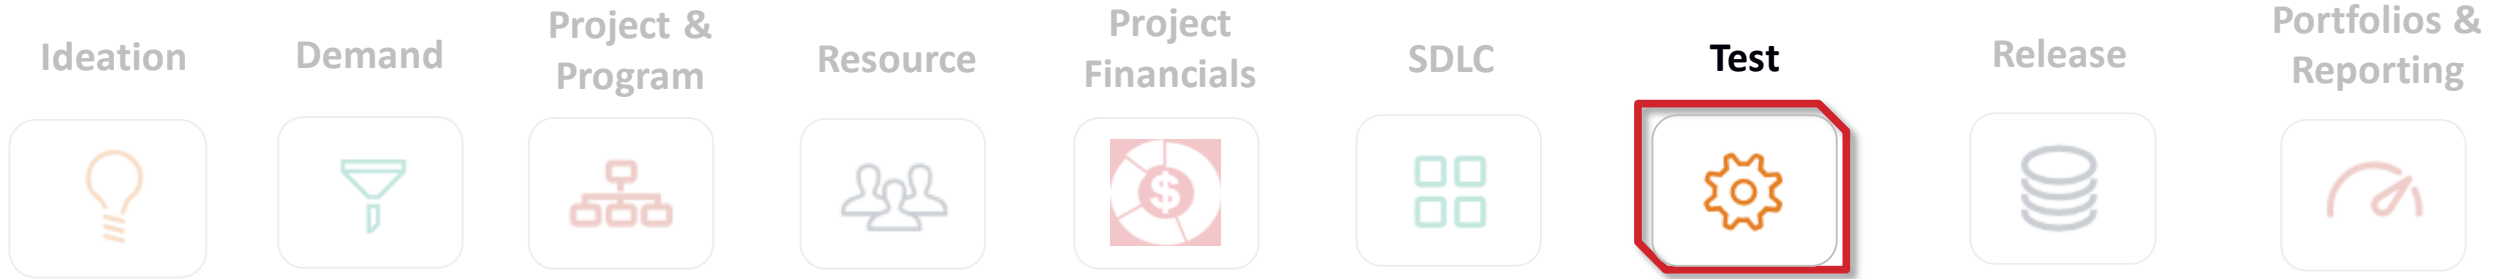 Ideation
Demand
Project &
Program
Resource
Project
Financials
$
SDLC
Test
Release
Portfolios &
Reporting